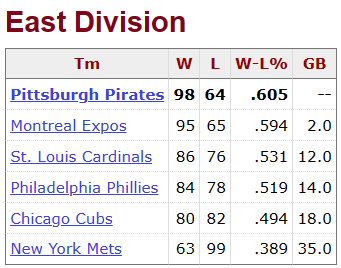 East Division
Tm W L W-L% GB
Pittsburgh Pirates 98 64 .605 --
Montreal Expos 95 65 .594 2.0
St. Louis Cardinals 86 76 .531 12.0
Philadelphia Phillies 84 78 .519 14.0
Chicago Cubs 80 82 .494 18.0
New York Mets 63 99 .389 35.0